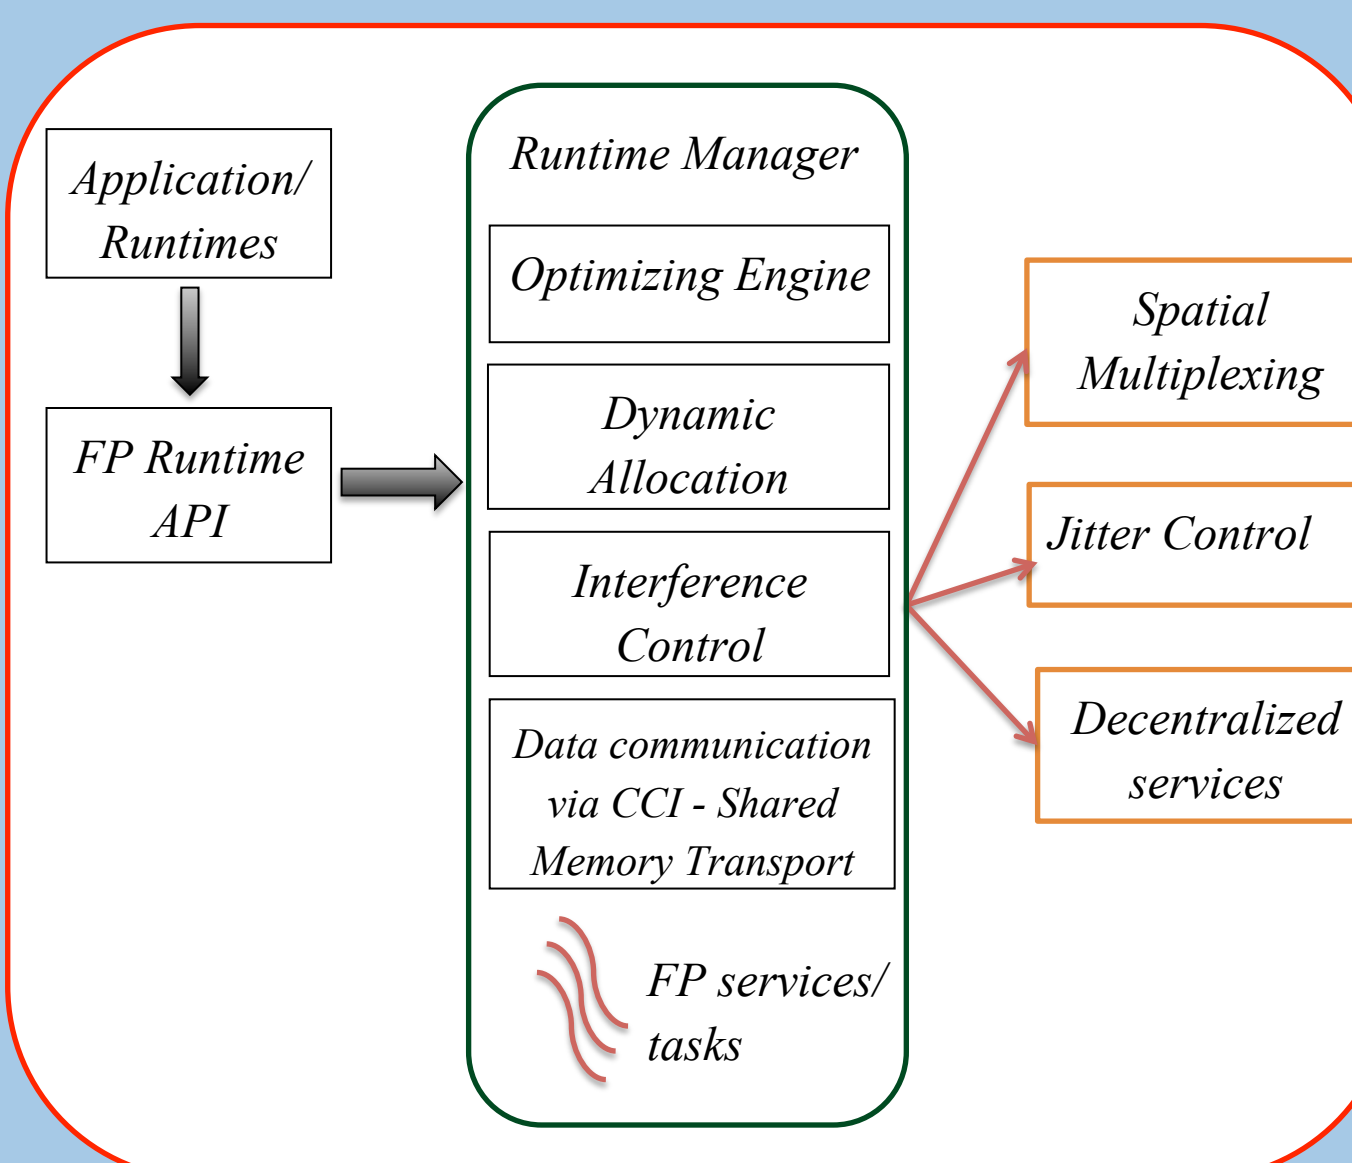 Application/
Runtimes
FP Runtime
API
Runtime Manager
Optimizing Engine
Dynamic
Allocation
Interference
Control
Data communication
via CCI - Shared
Memory Transport
FP services/
tasks
Spatial
Multiplexing
Jitter Control
Decentralized
services